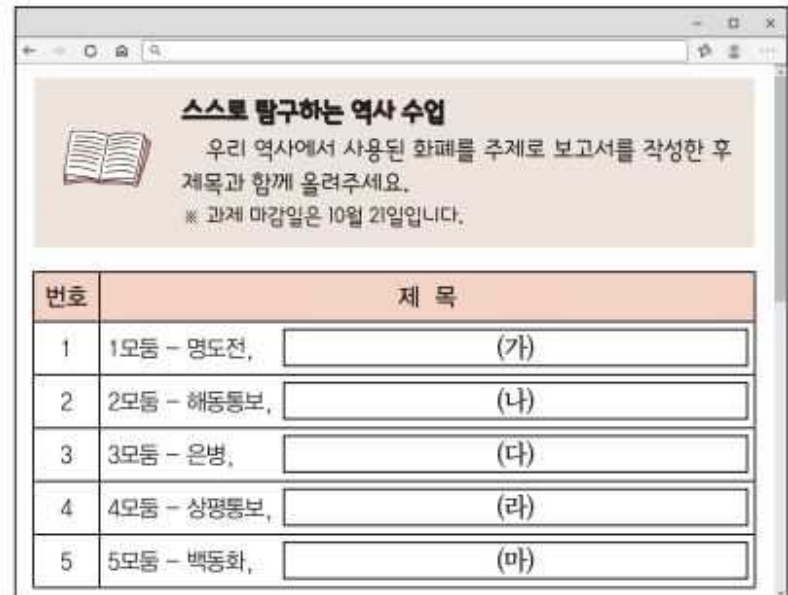 스스로 탐구하는 역사 수업
우리 역사에서 사용된 화폐를 주제로 보고서를 작성한 후
제목과 함께 올려주세요.
※ 과제 마감일은 10월 21일입니다.
번호 제 목
1 1모둠 - 명도전, (가)
2 2모둠 - 해동통보, (나)
3 3모둠 - 은병, (다)
4 4모둠 - 상평통보, (라)
5 5모둠 - 백동화, (마)